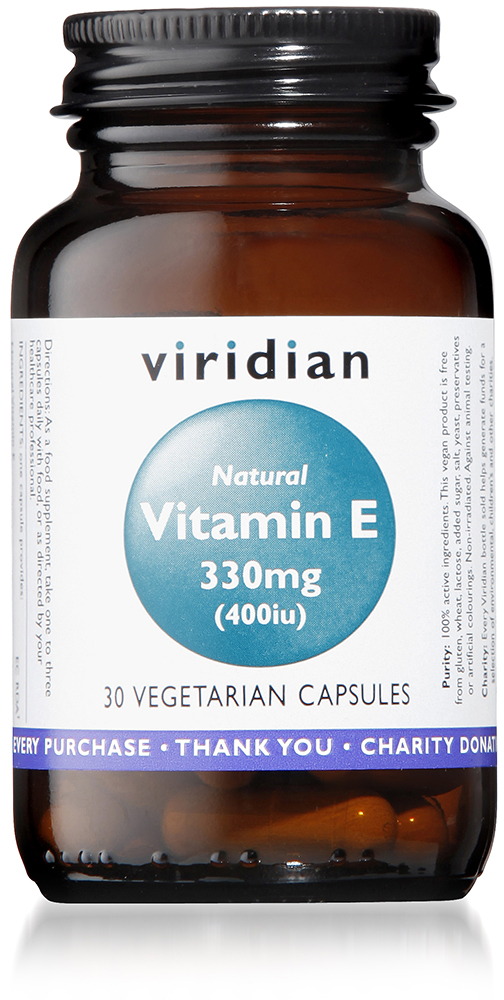 viridian
Natural
Vitamin E
330mg
(400iu)
30 VEGETARIAN CAPSULES
EVERY PURCHASE • THANK YOU • CHARITY DONATI
Directions: As a food supplement, take one to three
capsules daily with food, or as directed by your
healthcare professional.
INGREDIENTS one capsule provides:
Purity: 100% active ingredients. This vegan product is free
from gluten, wheat, lactose, added sugar, salt, yeast, preservatives
or artificial colourings. Non-irradiated. Against animal testing.
Charity: Every Viridian bottle sold helps generate funds for a
selection of environmental, children's and other charities.